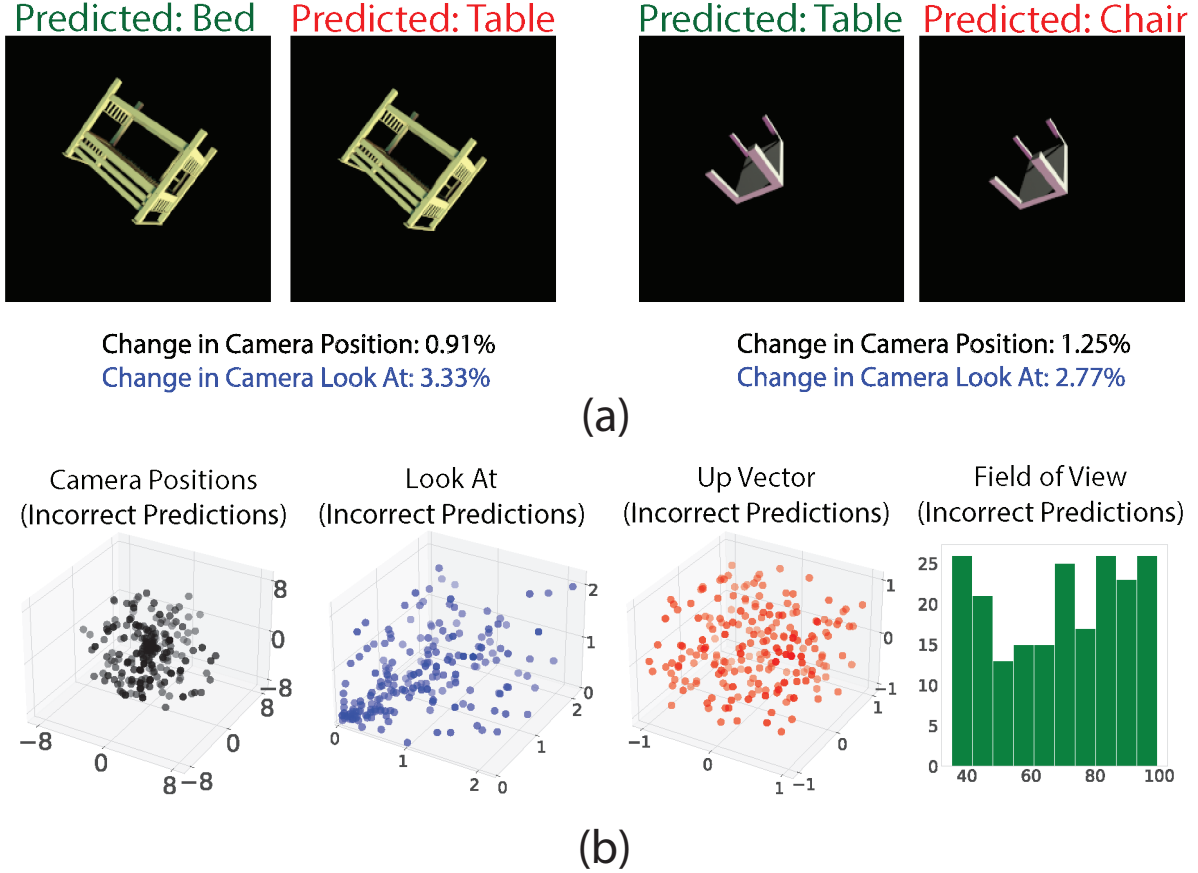 Predicted: Bed
Predicted: Table
Predicted: Table
Predicted: Chair
Change in Camera Position: 0.91%
Change in Camera Look At: 3.33%
Change in Camera Position: 1.25%
Change in Camera Look At: 2.77%
(a)
Camera Positions
(Incorrect Predictions)
Look At
(Incorrect Predictions)
Up Vector
(Incorrect Predictions)
Field of View
(Incorrect Predictions)
8
0
−8
8
0
−8
−8
0
8
2
1
0
2
1
0
0
1
2
1
0
−1
1
0
−1
−1
0
1
25
20
15
10
5
0
40
60
80
100
(b)